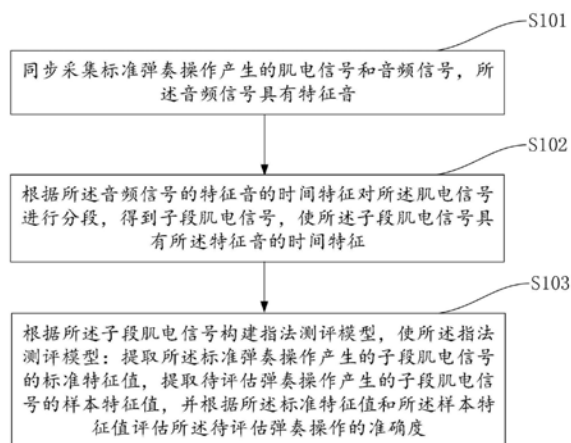 S101
同步采集标准弹奏操作产生的肌电信号和音频信号，所
述音频信号具有特征音
S102
根据所述音频信号的特征音的时间特征对所述肌电信号
进行分段，得到子段肌电信号，使所述子段肌电信号具
有所述特征音的时间特征
S103
根据所述子段肌电信号构建指法测评模型，使所述指法
测评模型：提取所述标准弹奏操作产生的子段肌电信号
的标准特征值，提取待评估弹奏操作产生的子段肌电信
号的样本特征值，并根据所述标准特征值和所述样本特
征值评估所述待评估弹奏操作的准确度